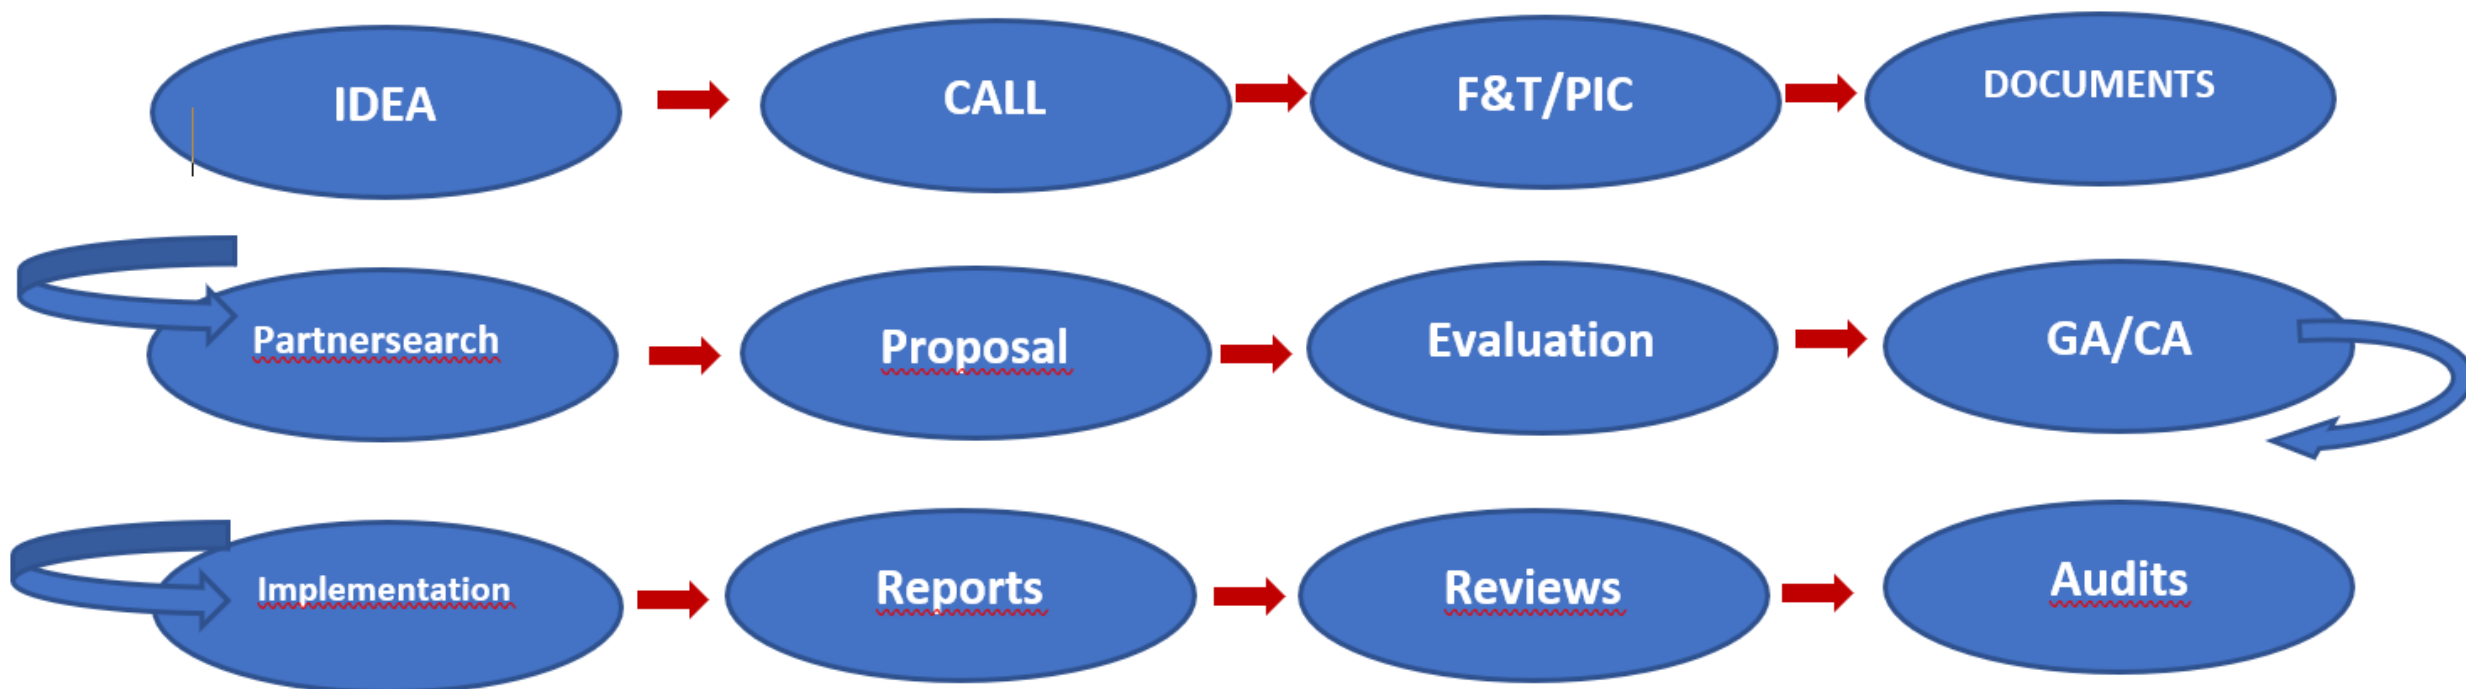 IDEA
CALL
F&T/PIC
DOCUMENTS
Partnersearch
Proposal
Evaluation
GA/CA
Implementation
Reports
Reviews
Audits